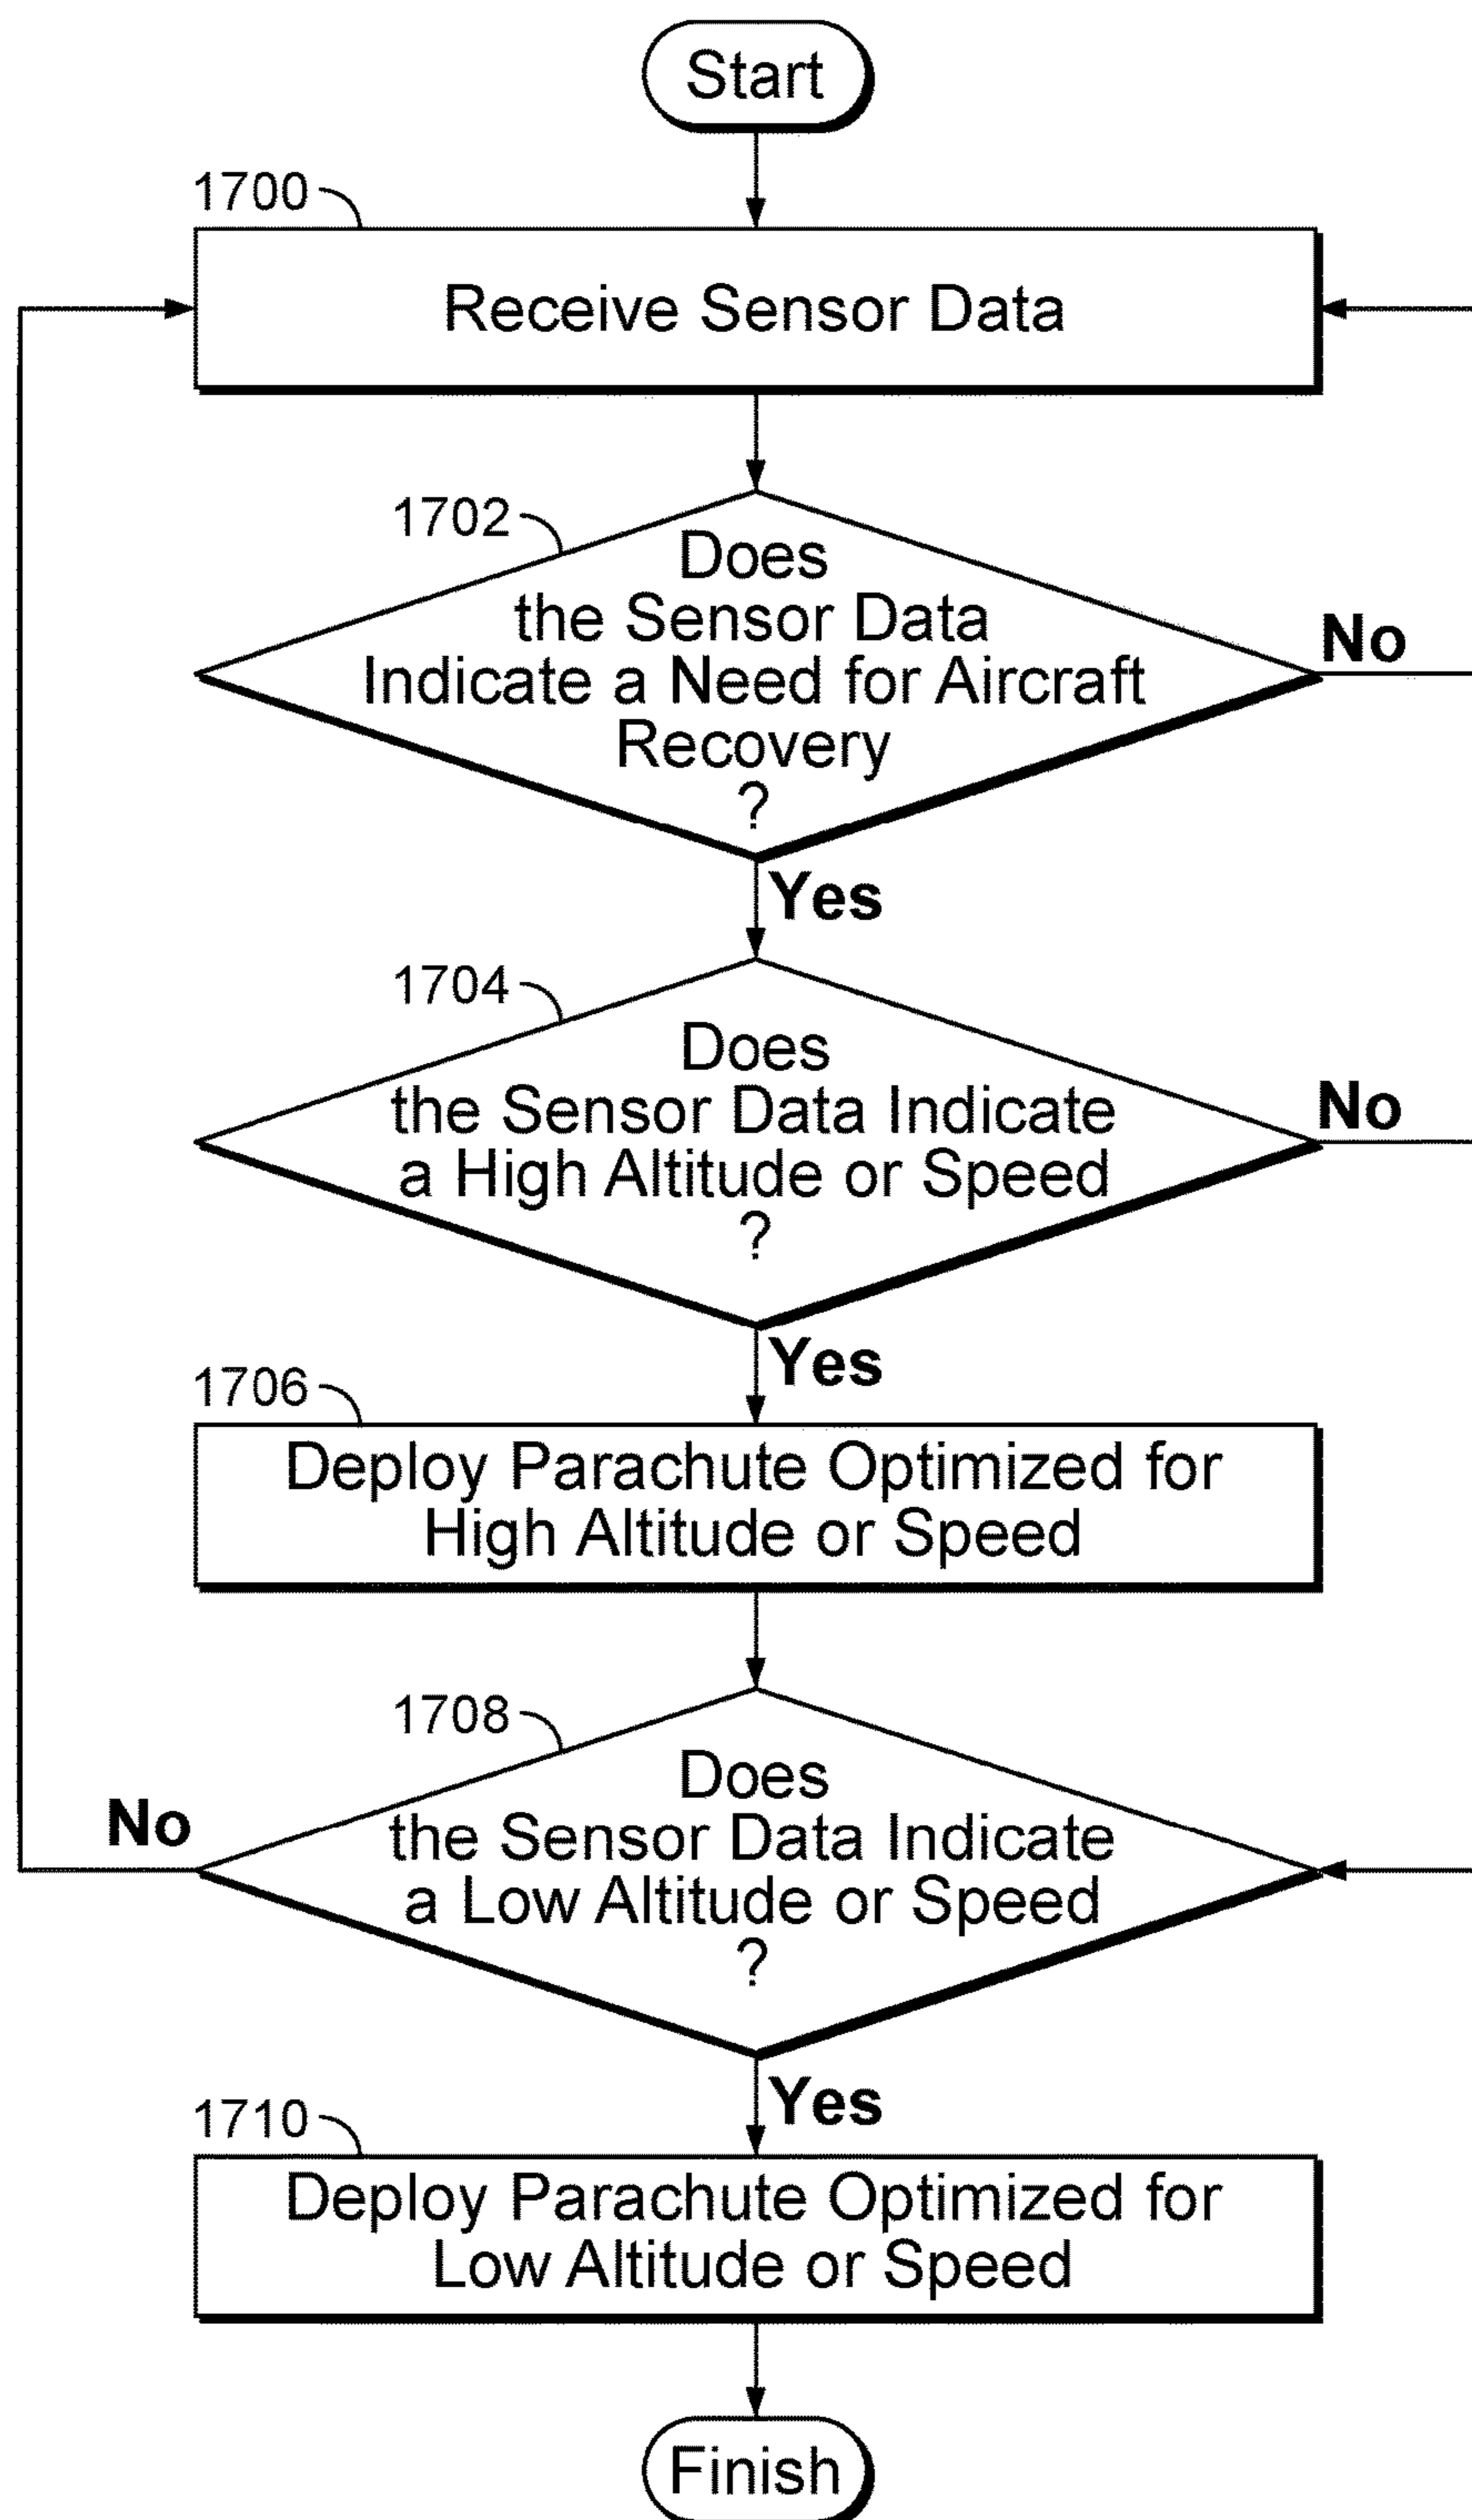 Start
1700
Receive Sensor Data
1702
Does
the Sensor Data
Indicate a Need for Aircraft
Recovery
?
No
Yes
1704
Does
the Sensor Data Indicate
a High Altitude or Speed
?
No
Yes
1706
Deploy Parachute Optimized for
High Altitude or Speed
1708
Does
the Sensor Data Indicate
a Low Altitude or Speed
?
No
Yes
1710
Deploy Parachute Optimized for
Low Altitude or Speed
Finish